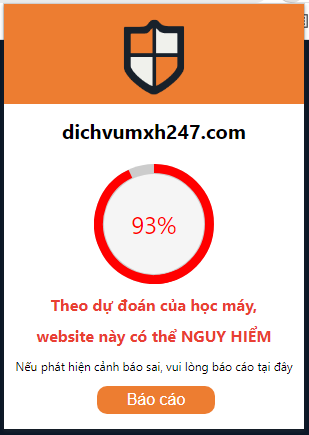 dichvumxh247.com
93%
Theo dự đoán của học máy,
website này có thể NGUY HIỂM
Nếu phát hiện cảnh báo sai, vui lòng báo cáo tại đây
Báo cáo